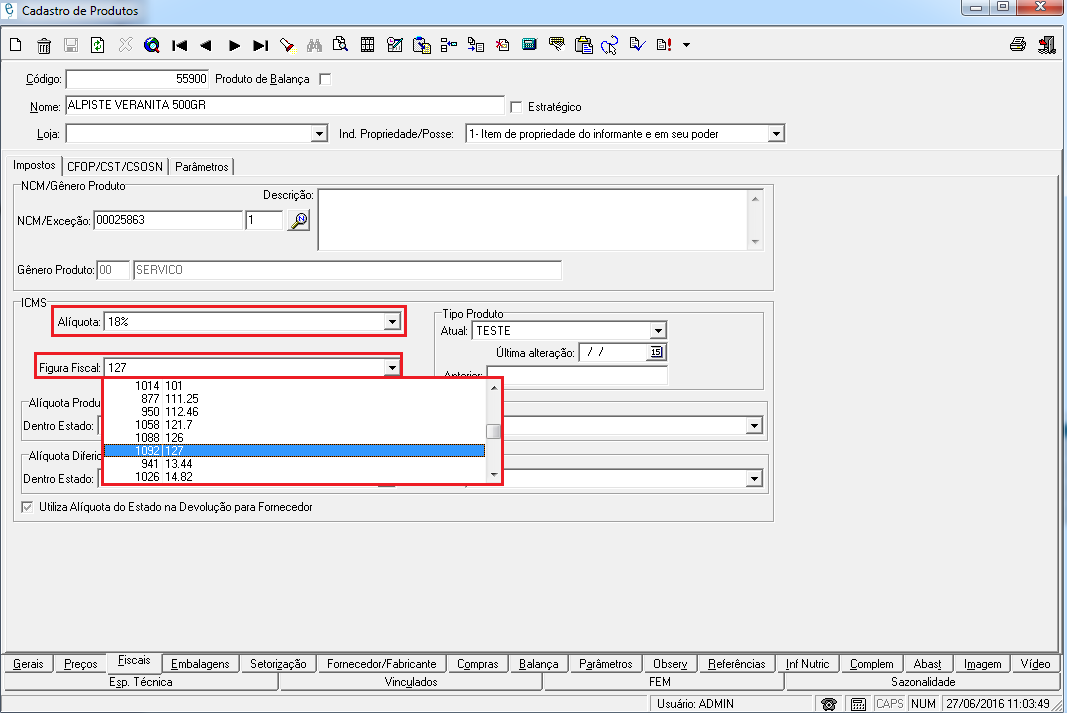 Cadastro de Produtos
Código: 55900 Produto de Balança
Nome: ALPISTE VERANITA 500GR Estratégico
Loja: Ind. Propriedade/Posse: 1- Item de propriedade do informante e em seu poder
Impostos CFOP/CST/CSOSN Parâmetros
NCM/Gênero Produto
Descrição:
NCM/Exceção: 00025863 1
Gênero Produto: 00 SERVICO
ICMS
Alíquota: 18%
Tipo Produto
Atual: TESTE
Última alteração: / / 15
Figura Fiscal: 127
Anterior:
1014 101
877 111.25
950 112.46
1058 121.7
1088 126
1092 127
941 13.44
1026 14.82
Alíquota Produ
Dentro Estado:
Alíquota Diferi
Dentro Estado:
Utiliza Alíquota do Estado na Devolução para Fornecedor
Gerais Preços Fiscais Embalagens Setorização Fornecedor/Fabricante Compras Balança Parâmetros Observ Referências Inf Nutric Complem Abast Imagem Vídeo
Esp. Técnica Vinculados FEM Sazonalidade
Usuário: ADMIN CAPS NUM 27/06/2016 11:03:49